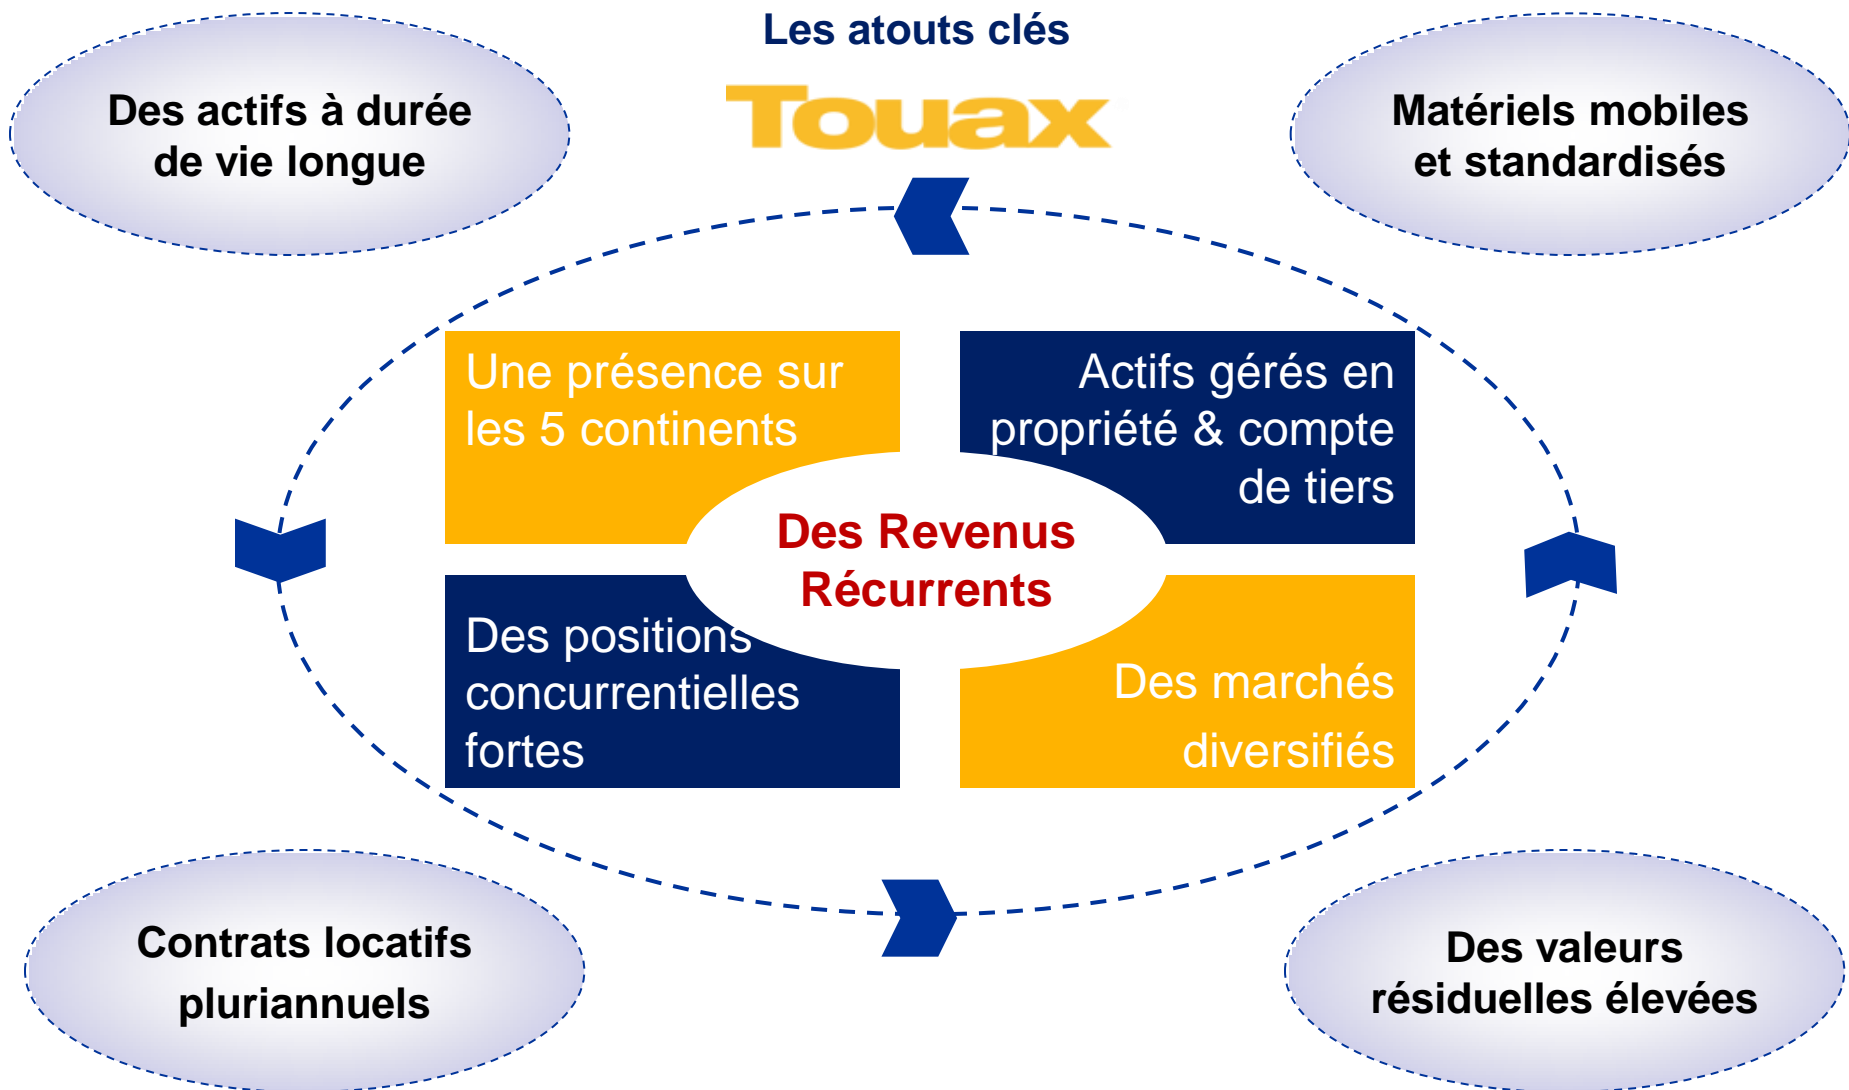 Les atouts clés
Touax
Des actifs à durée
de vie longue
Matériels mobiles
et standardisés
Une présence sur
les 5 continents
Actifs gérés en
propriété & compte
de tiers
Des Revenus
Récurrents
Des positions
concurrentielles
fortes
Des marchés
diversifiés
Contrats locatifs
pluriannuels
Des valeurs
résiduelles élevées